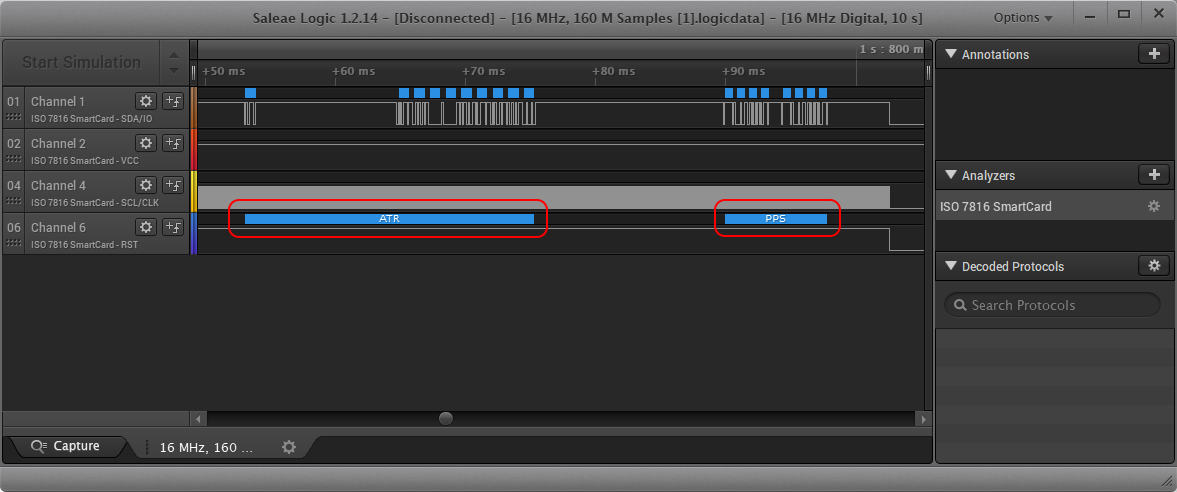 Saleae Logic 1.2.14 - [Disconnected] - [16 MHz, 160 M Samples [1].logicdata] - [16 MHz Digital, 10 s]
Options
Start Simulation
1 s : 800 m
+50 ms +60 ms +70 ms +80 ms +90 ms
01 Channel 1
ISO 7816 SmartCard - SDA/IO
02 Channel 2
ISO 7816 SmartCard - VCC
04 Channel 4
ISO 7816 SmartCard - SCL/CLK
ATR PPS
06 Channel 6
ISO 7816 SmartCard - RST
Annotations
Analyzers
ISO 7816 SmartCard
Decoded Protocols
Search Protocols
Capture
16 MHz, 160 ...